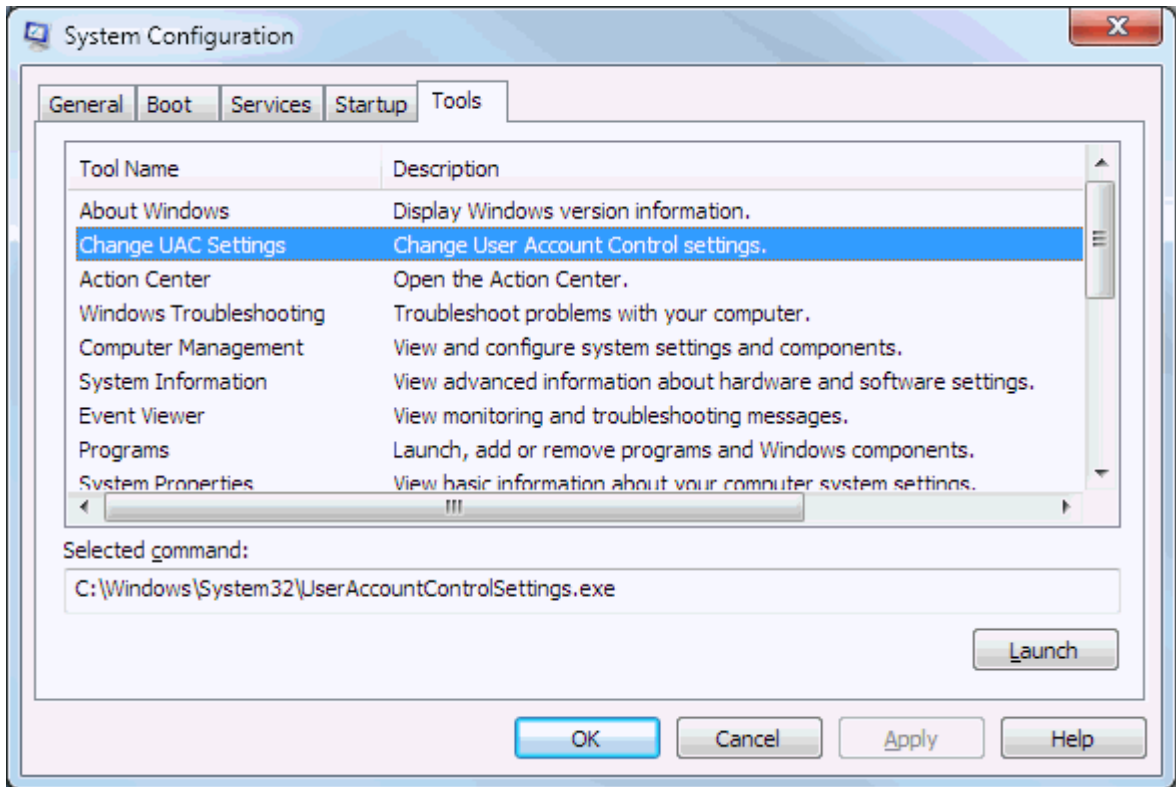 System Configuration
General Boot Services Startup Tools
Tool Name Description
About Windows Display Windows version information.
Change UAC Settings Change User Account Control settings.
Action Center Open the Action Center.
Windows Troubleshooting Troubleshoot problems with your computer.
Computer Management View and configure system settings and components.
System Information View advanced information about hardware and software settings.
Event Viewer View monitoring and troubleshooting messages.
Programs Launch, add or remove programs and Windows components.
System Properties View basic information about your computer system settings.
Selected command:
C:\Windows\System32\UserAccountControlSettings.exe
Launch
OK Cancel Apply Help